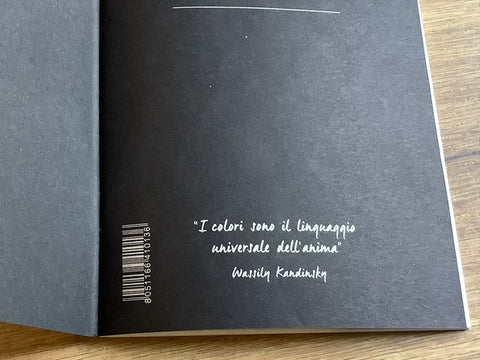 "I colori sono il linguaggio
universale dell'anima"
Wassily Kandinsky
8051166410136